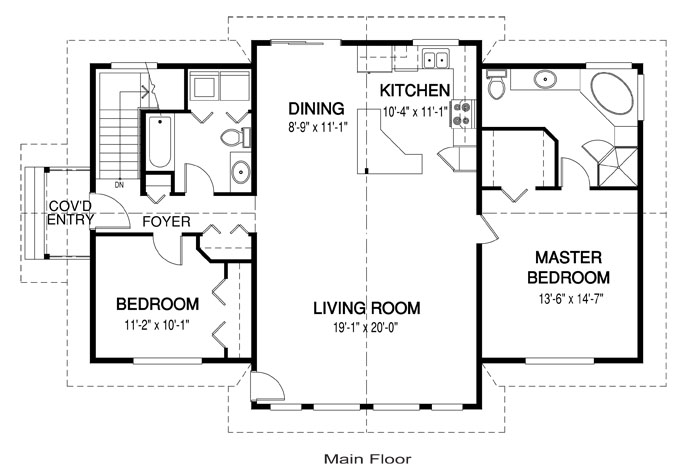 DINING
8'-9" x 11'-1"
KITCHEN
10'-4" x 11'-1"
DN
COV'D
ENTRY
FOYER
BEDROOM
11'-2" x 10'-1"
LIVING ROOM
19'-1" x 20'-0"
MASTER
BEDROOM
13'-6" x 14'-7"
Main Floor